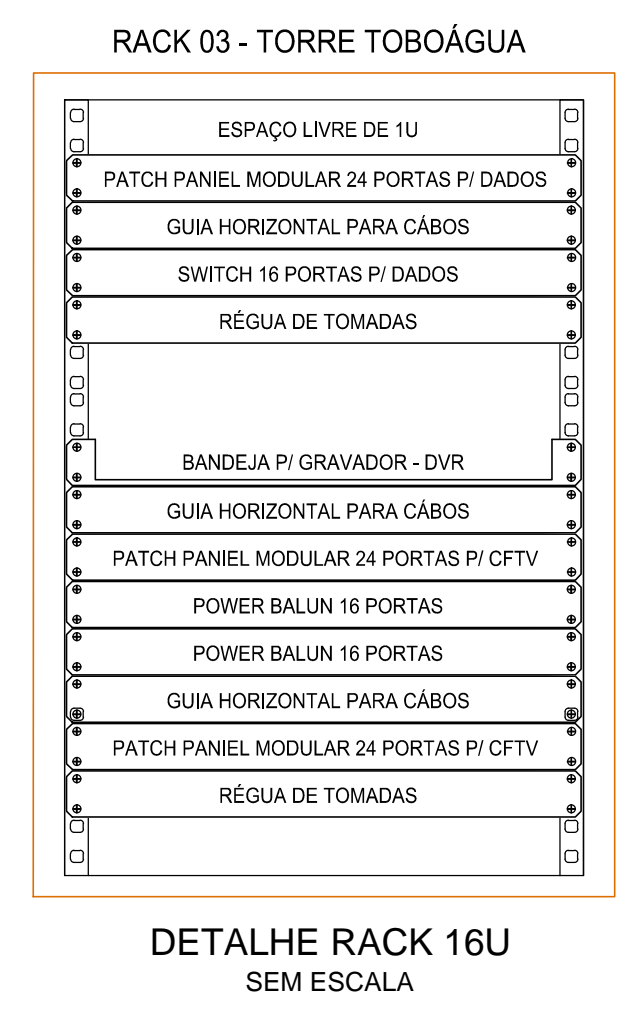 RACK 03 - TORRE TOBOÁGUA
ESPAÇO LIVRE DE 1U
PATCH PANIEL MODULAR 24 PORTAS P/ DADOS
GUIA HORIZONTAL PARA CÁBOS
SWITCH 16 PORTAS P/ DADOS
RÉGUA DE TOMADAS
BANDEJA P/ GRAVADOR - DVR
GUIA HORIZONTAL PARA CÁBOS
PATCH PANIEL MODULAR 24 PORTAS P/ CFTV
POWER BALUN 16 PORTAS
POWER BALUN 16 PORTAS
GUIA HORIZONTAL PARA CÁBOS
PATCH PANIEL MODULAR 24 PORTAS P/ CFTV
RÉGUA DE TOMADAS
DETALHE RACK 16U
SEM ESCALA